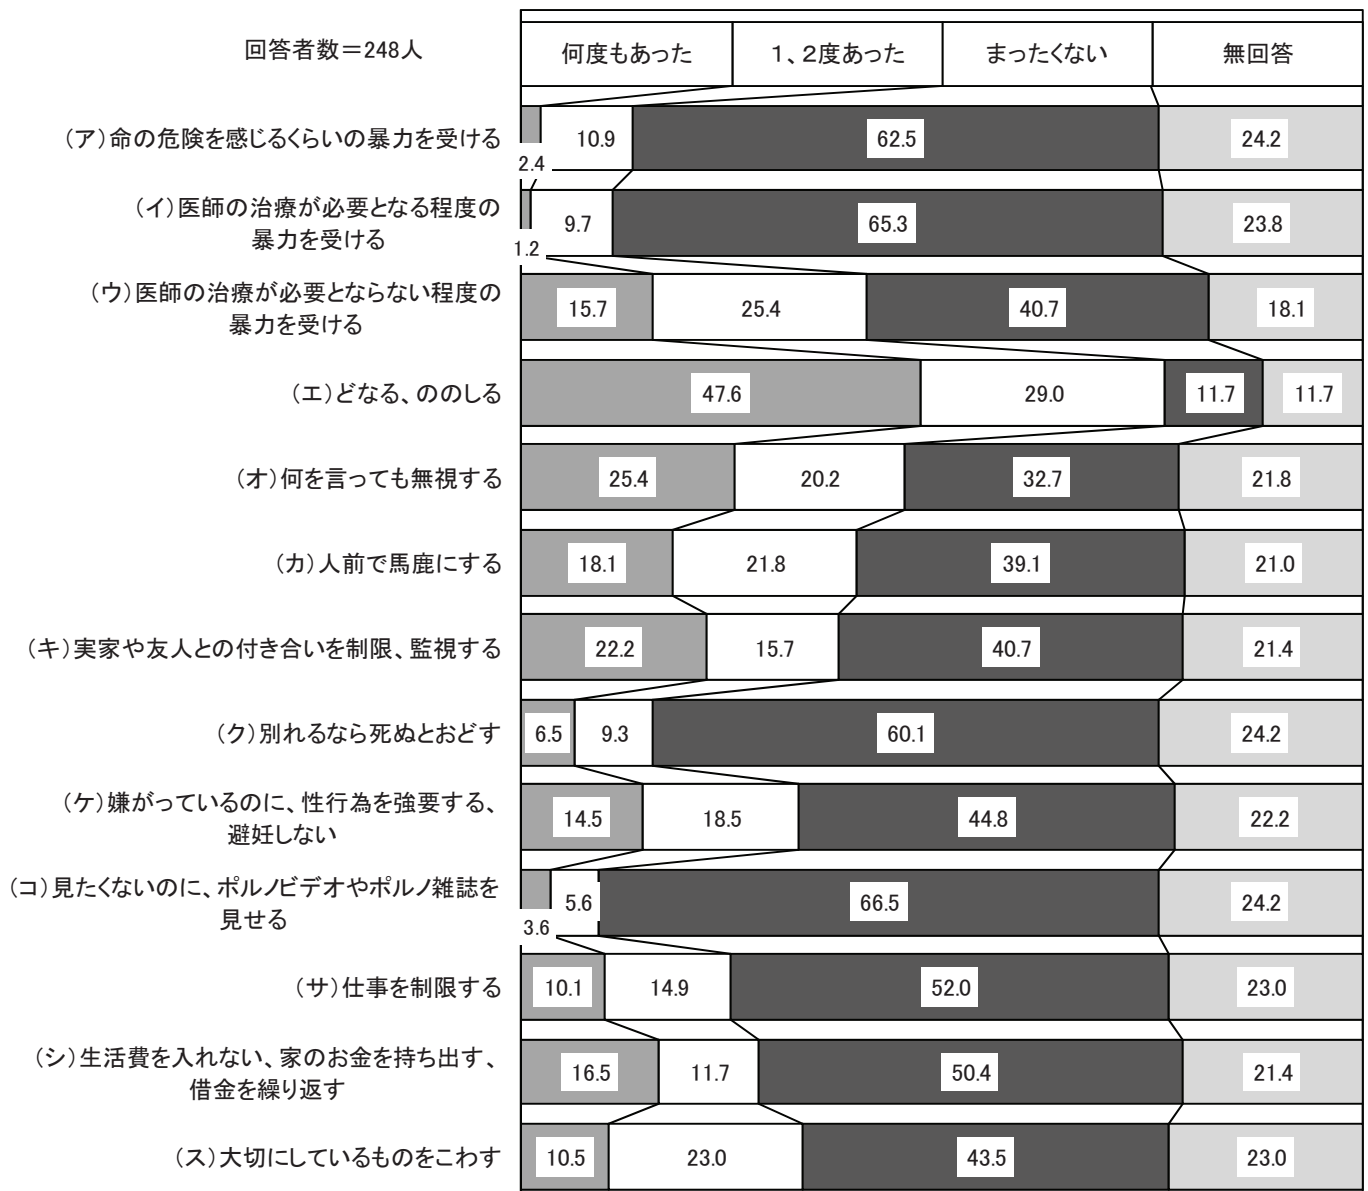 回答者数=248人
何度もあった 1、2度あった まったくない 無回答
(ア)命の危険を感じるくらいの暴力を受ける 2.4 10.9 62.5 24.2
(イ)医師の治療が必要となる程度の
暴力を受ける 1.2 9.7 65.3 23.8
(ウ)医師の治療が必要とならない程度の
暴力を受ける 15.7 25.4 40.7 18.1
(エ)どなる、ののしる 47.6 29.0 11.7 11.7
(オ)何を言っても無視する 25.4 20.2 32.7 21.8
(カ)人前で馬鹿にする 18.1 21.8 39.1 21.0
(キ)実家や友人との付き合いを制限、監視する 22.2 15.7 40.7 21.4
(ク)別れるなら死ぬとおどす 6.5 9.3 60.1 24.2
(ケ)嫌がっているのに、性行為を強要する、
避妊しない 14.5 18.5 44.8 22.2
(コ)見たくないのに、ポルノビデオやポルノ雑誌を
見せる 3.6 5.6 66.5 24.2
(サ)仕事を制限する 10.1 14.9 52.0 23.0
(シ)生活費を入れない、家のお金を持ち出す、
借金を繰り返す 16.5 11.7 50.4 21.4
(ス)大切にしているものをこわす 10.5 23.0 43.5 23.0